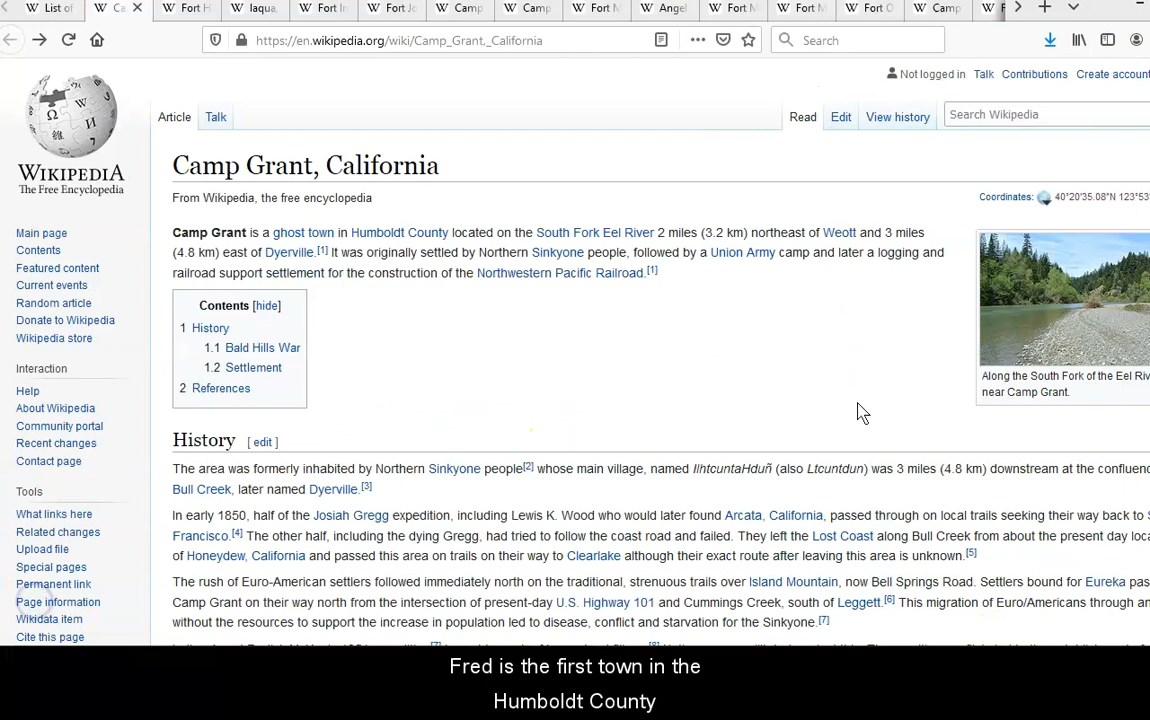 List of
Ca
Fort H
Iaqua,
Fort In
Fort Jo
Camp
Camp
Fort M
Angel
Fort M
Fort M
Fort O
Camp
https://en.wikipedia.org/wiki/Camp_Grant,_California
Search
Not logged in Talk Contributions Create accoun
Article Talk
Read Edit View history
Search Wikipedia
WIKIPEDIA
The Free Encyclopedia
Main page
Contents
Featured content
Current events
Random article
Donate to Wikipedia
Wikipedia store
Interaction
Help
About Wikipedia
Community portal
Recent changes
Contact page
Tools
What links here
Related changes
Upload file
Special pages
Permanent link
Page information
Wikidata item
Cite this page
Camp Grant, California
From Wikipedia, the free encyclopedia
Coordinates: 40°20′35.08″N 123°53
Camp Grant is a ghost town in Humboldt County located on the South Fork Eel River 2 miles (3.2 km) northeast of Weott and 3 miles
(4.8 km) east of Dyerville.[1] It was originally settled by Northern Sinkyone people, followed by a Union Army camp and later a logging and
railroad support settlement for the construction of the Northwestern Pacific Railroad.[1]
Contents [hide]
1 History
1.1 Bald Hills War
1.2 Settlement
2 References
Along the South Fork of the Eel Riv
near Camp Grant.
History [ edit ]
The area was formerly inhabited by Northern Sinkyone people[2] whose main village, named IlhtcuntaHduñ (also Ltcuntdun) was 3 miles (4.8 km) downstream at the confluenc
Bull Creek, later named Dyerville.[3]
In early 1850, half of the Josiah Gregg expedition, including Lewis K. Wood who would later found Arcata, California, passed through on local trails seeking their way back to S
Francisco.[4] The other half, including the dying Gregg, had tried to follow the coast road and failed. They left the Lost Coast along Bull Creek from about the present day loca
of Honeydew, California and passed this area on trails on their way to Clearlake although their exact route after leaving this area is unknown.[5]
The rush of Euro-American settlers followed immediately north on the traditional, strenuous trails over Island Mountain, now Bell Springs Road. Settlers bound for Eureka pas
Camp Grant on their way north from the intersection of present-day U.S. Highway 101 and Cummings Creek, south of Leggett.[6] This migration of Euro/Americans through an
without the resources to support the increase in population led to disease, conflict and starvation for the Sinkyone.[7]
Fred is the first town in the
Humboldt County